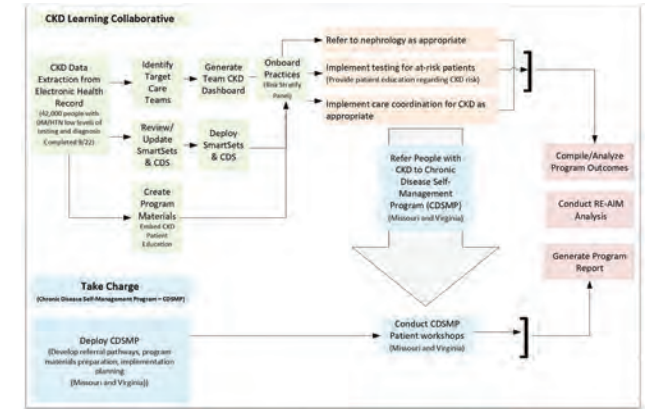 CKD Learning Collaborative
CKD Data
Extraction from
Electronic Health
Record
(42,000 people with
DM/HTN low levels of
testing and diagnosis
Completed 9/22)
Identify
Target
Care
Teams
Generate
Team CKD
Dashboard
Onboard
Practices
(Risk Stratify
Panel)
Review/
Update
SmartSets
& CDS
Deploy
SmartSets
& CDS
Create
Program
Materials
Embed CKD
Patient
Education
Refer to nephrology as appropriate
Implement testing for at-risk patients
(Provide patient education regarding CKD risk)
Implement care coordination for CKD as
appropriate
Refer People with
CKD to Chronic
Disease Self-
Management
Program (CDSMP)
(Missouri and Virginia)
Compile/Analyze
Program Outcomes
Conduct RE-AIM
Analysis
Generate Program
Report
Take Charge
(Chronic Disease Self-Management Program = CDSMP)
Deploy CDSMP
(Develop referral pathways, program
materials preparation, implementation
planning
(Missouri and Virginia))
Conduct CDSMP
Patient workshops
(Missouri and Virginia)